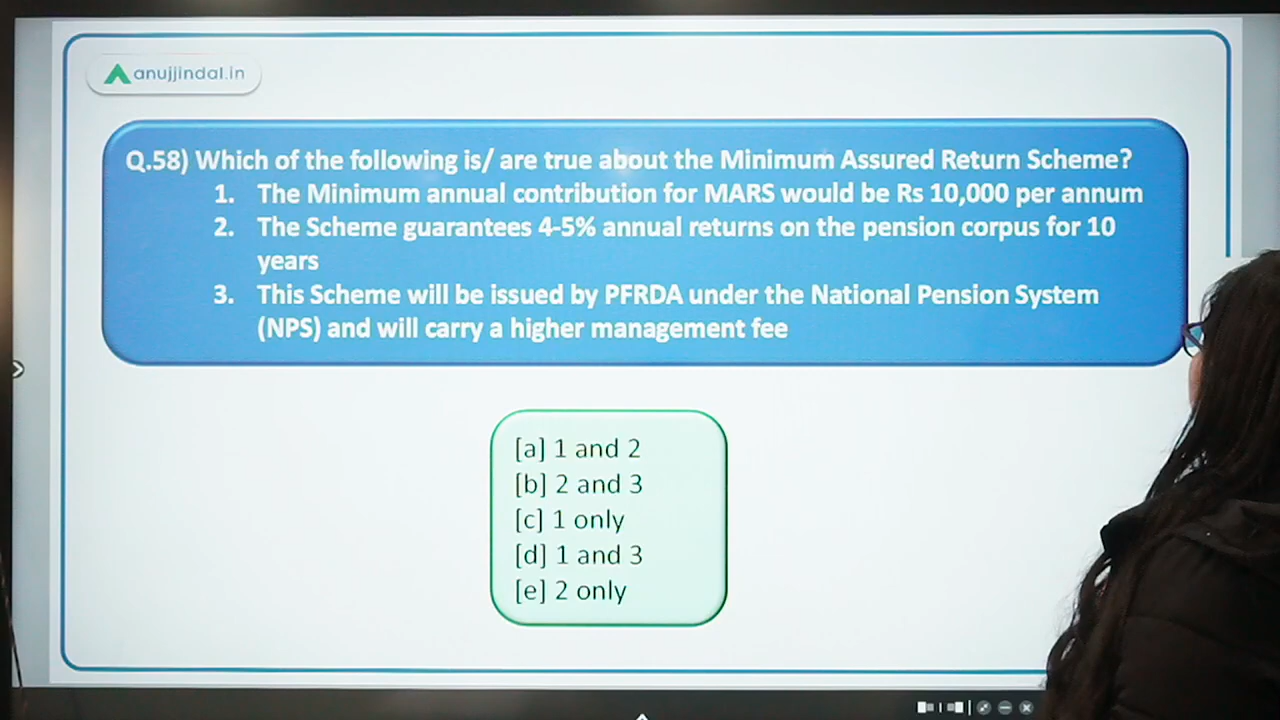 anujjindal.in
Q.58) Which of the following is/ are true about the Minimum Assured Return Scheme?
1. The Minimum annual contribution for MARS would be Rs 10,000 per annum
2. The Scheme guarantees 4-5% annual returns on the pension corpus for 10
years
3. This Scheme will be issued by PFRDA under the National Pension System
(NPS) and will carry a higher management fee
[a] 1 and 2
[b] 2 and 3
[c] 1 only
[d] 1 and 3
[e] 2 only